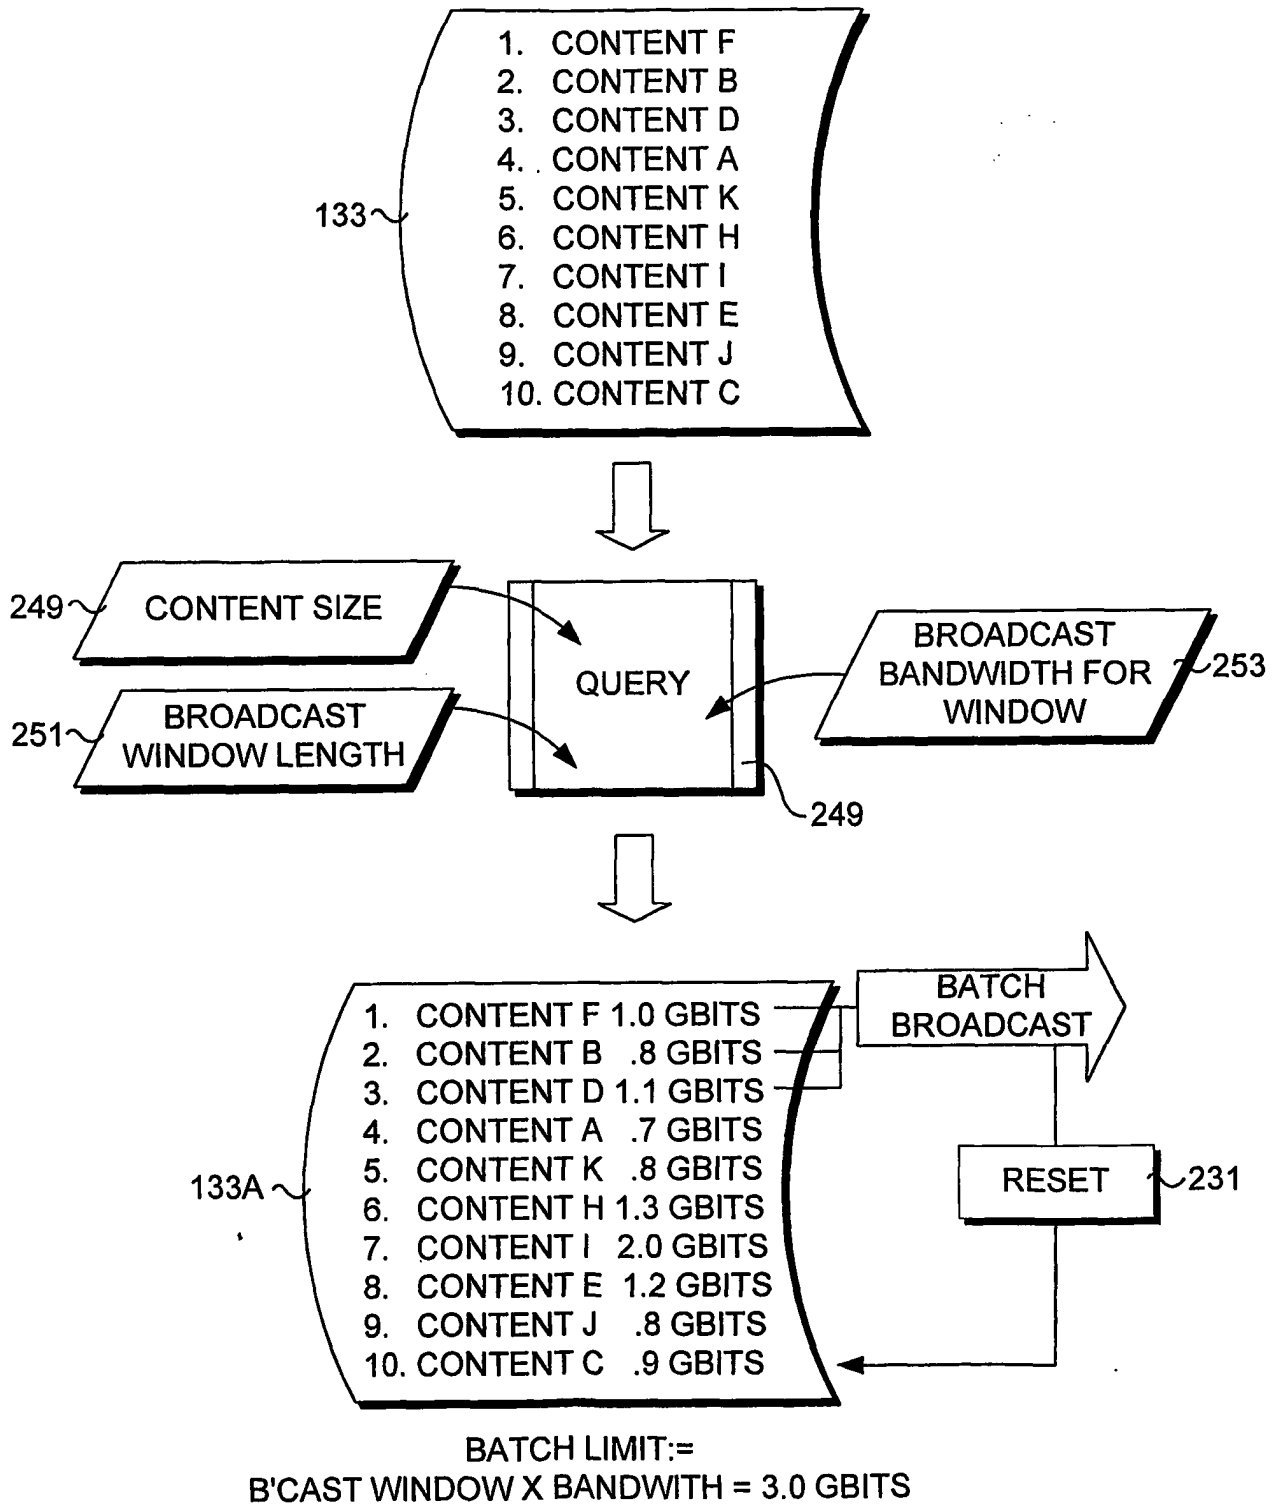 1. CONTENT F
2. CONTENT B
3. CONTENT D
4. CONTENT A
5. CONTENT K
6. CONTENT H
7. CONTENT I
8. CONTENT E
9. CONTENT J
10. CONTENT C
133
249
CONTENT SIZE
251
BROADCAST
WINDOW LENGTH
QUERY
249
BROADCAST
BANDWIDTH FOR
WINDOW
253
1. CONTENT F 1.0 GBITS
2. CONTENT B .8 GBITS
3. CONTENT D 1.1 GBITS
4. CONTENT A .7 GBITS
5. CONTENT K .8 GBITS
6. CONTENT H 1.3 GBITS
7. CONTENT I 2.0 GBITS
8. CONTENT E 1.2 GBITS
9. CONTENT J .8 GBITS
10. CONTENT C .9 GBITS
133A
BATCH
BROADCAST
RESET
231
BATCH LIMIT:=
B'CAST WINDOW X BANDWITH = 3.0 GBITS